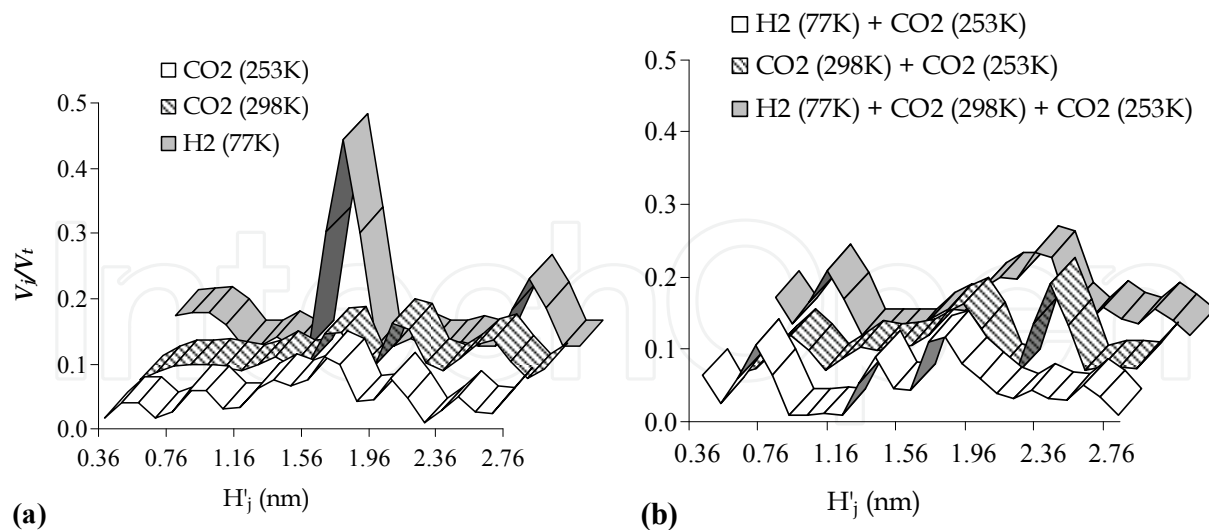 CO2 (253K)
CO2 (298K)
H2 (77K)
Vj/Vt
0.5
0.4
0.3
0.2
0.1
0.0
0.36 0.76 1.16 1.56 1.96 2.36 2.76
H'j (nm)
(a)
H2 (77K) + CO2 (253K)
CO2 (298K) + CO2 (253K)
H2 (77K) + CO2 (298K) + CO2 (253K)
0.5
0.4
0.3
0.2
0.1
0.0
0.36 0.76 1.16 1.56 1.96 2.36 2.76
H'j (nm)
(b)
IntechOpen